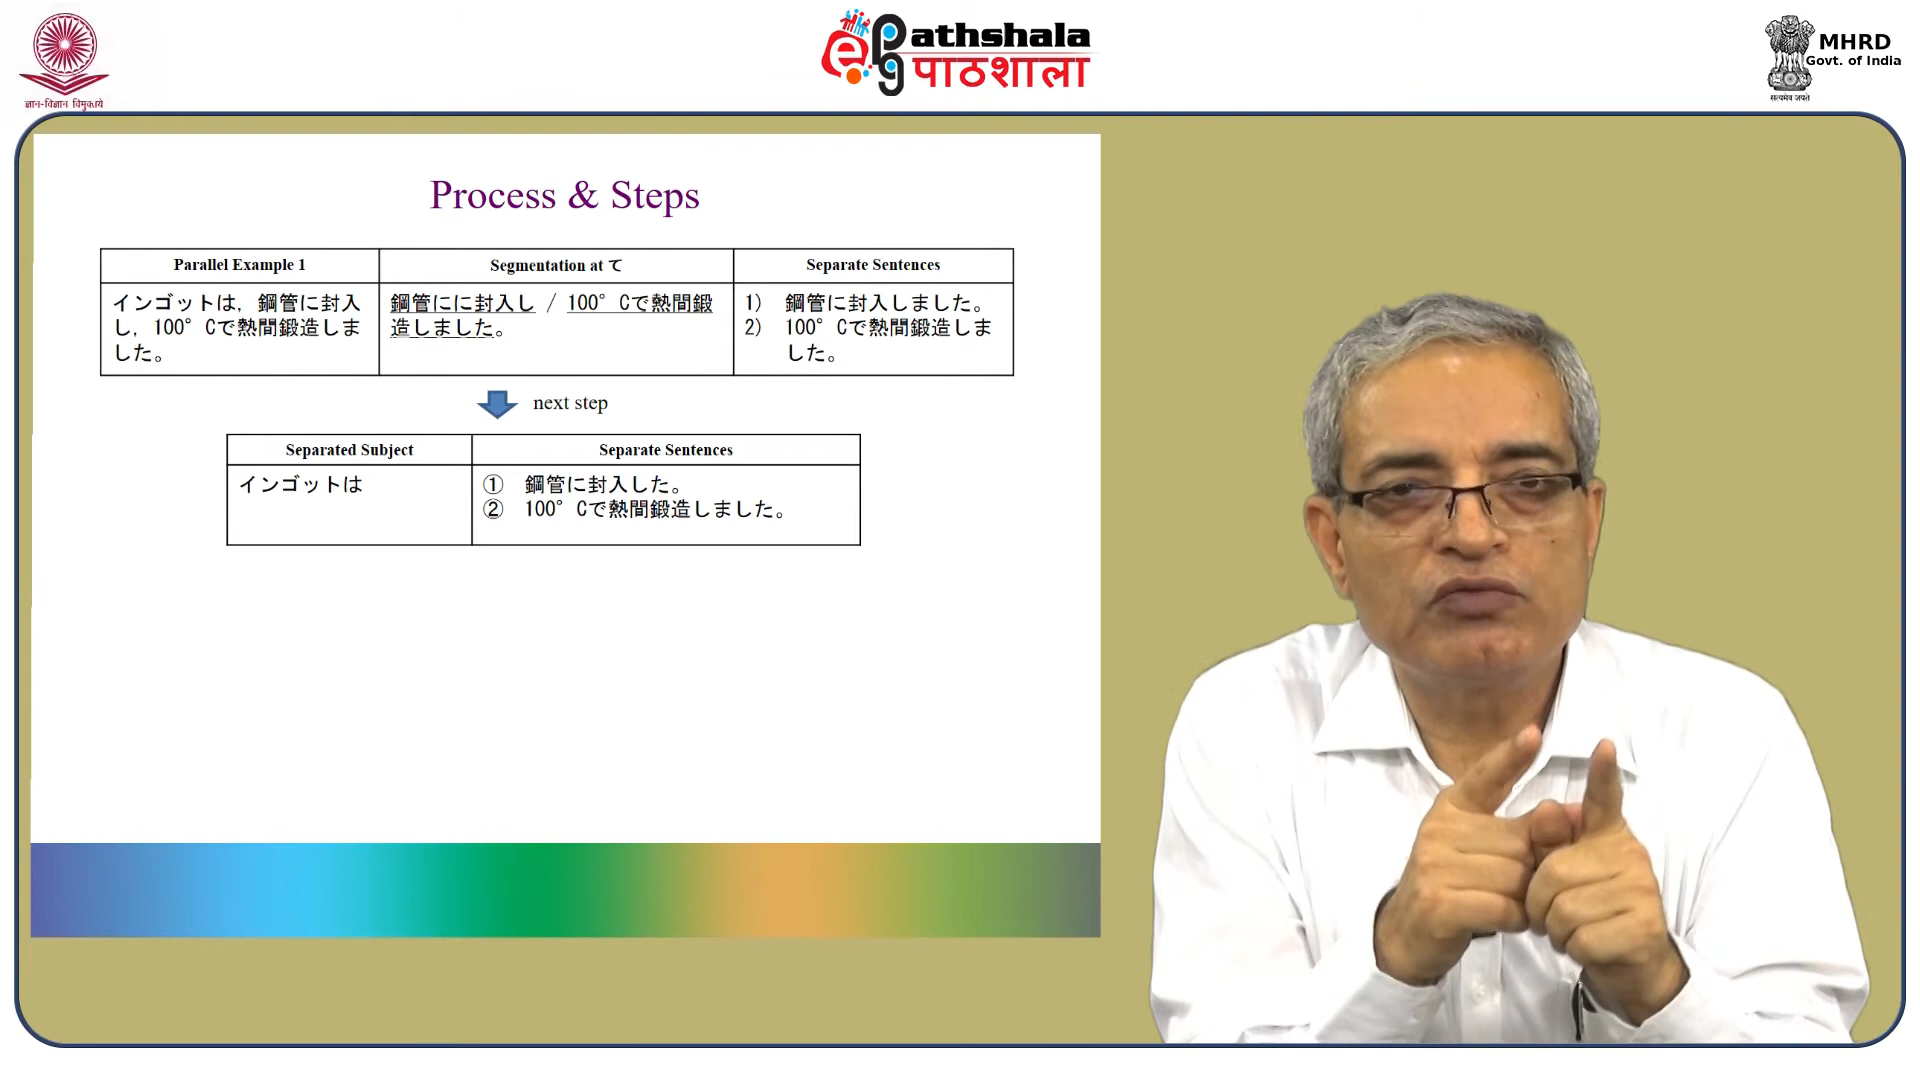 ज्ञान-विज्ञान विमुक्तये
ePathshala
पाठशाला
MHRD
Govt. of India
सत्यमेव जयते
Process & Steps
Parallel Example 1
Segmentation at て
Separate Sentences
インゴットは，鋼管に封入
し，100°Cで熱間鍛造しま
した。
鋼管にに封入し / 100°Cで熱間鍛
造しました。
1) 鋼管に封入しました。
2) 100°Cで熱間鍛造しま
した。
next step
Separated Subject
Separate Sentences
インゴットは
① 鋼管に封入した。
② 100°Cで熱間鍛造しました。